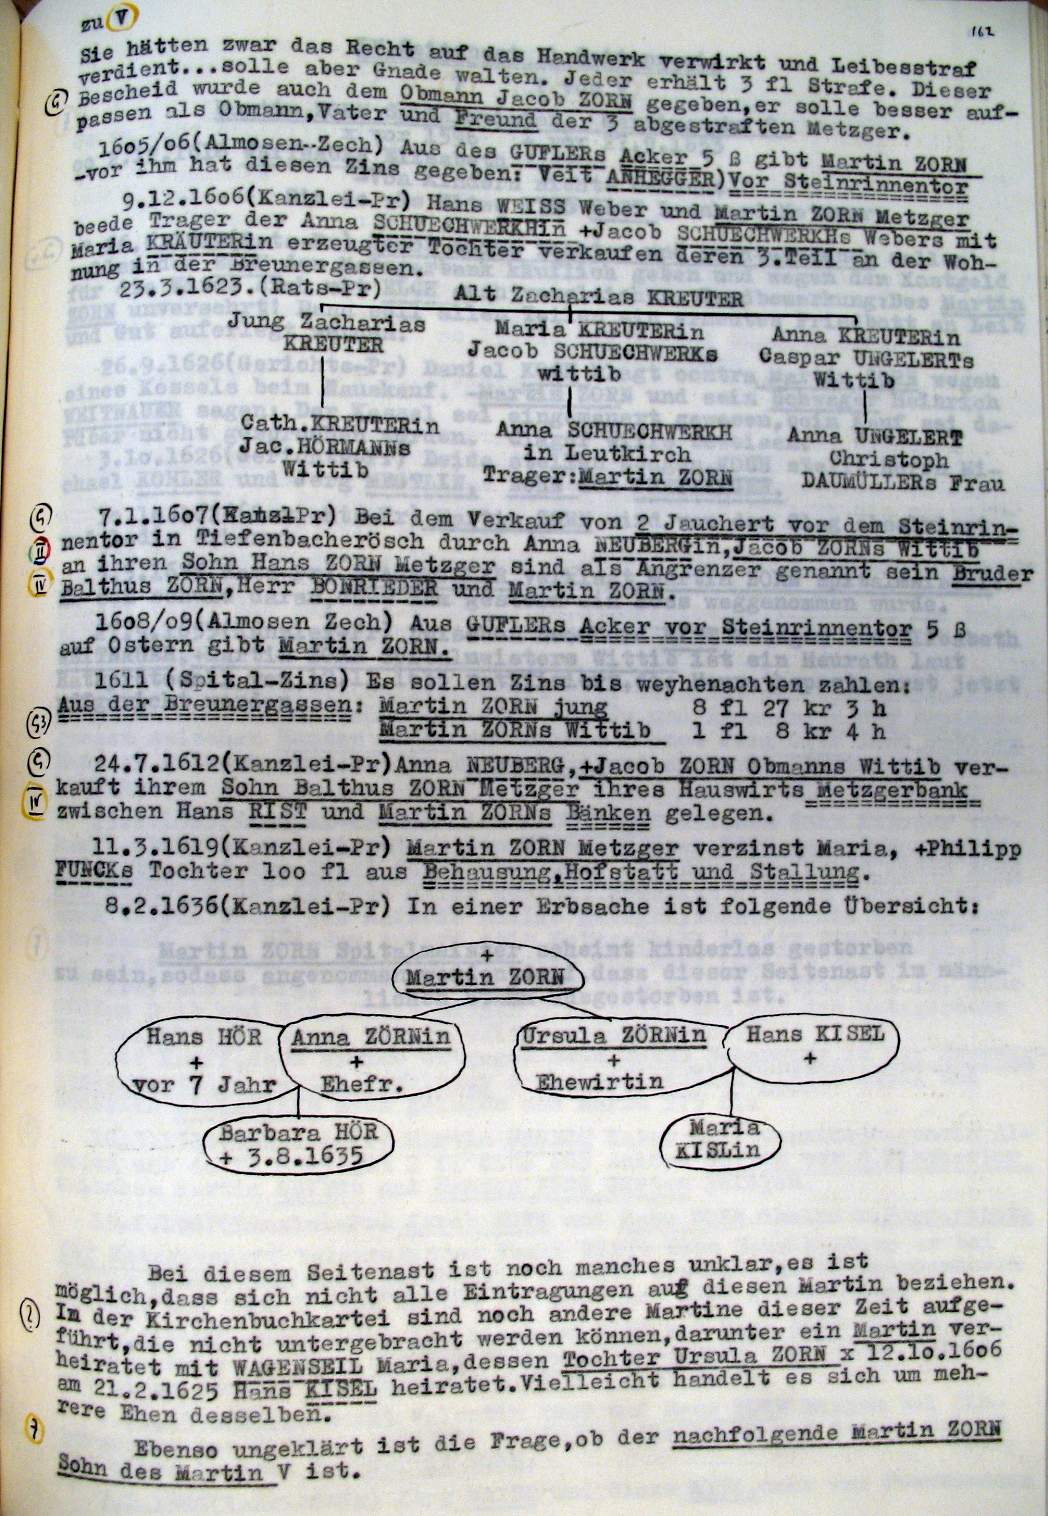 zu V
162
Sie hätten zwar das Recht auf das Handwerk verwirkt und Leibesstraf
verdient...solle aber Gnade walten. Jeder erhält 3 fl Strafe. Dieser
Bescheid wurde auch dem Obmann Jacob ZORN gegeben,er solle besser auf-
passen als Obmann,Vater und Freund der 3 abgestraften Metzger.
16o5/o6(Almosen-Zech) Aus des GUFLERs Acker 5 ß gibt Martin ZORN
-vor ihm hat diesen Zins gegeben: Veit ANHEGGER)Vor Steinrinnentor
9.12.16o6(Kanzlei-Pr) Hans WEISS Weber und Martin ZORN Metzger
beede Trager der Anna SCHUECHWERKHin +Jacob SCHUECHWERKHs Webers mit
Maria KRÄUTERin erzeugter Tochter verkaufen deren 3.Teil an der Woh-
nung in der Breunergassen.
23.3.1623.(Rats-Pr) Alt Zacharias KREUTER
Jung Zacharias Maria KREUTERin Anna KREUTERin
KREUTER Jacob SCHUECHWERKs Caspar UNGELERTs
wittib Wittib
Cath.KREUTERin Anna SCHUECHWERKH Anna UNGELERT
Jac.HÖRMANNs in Leutkirch Christoph
Wittib Trager:Martin ZORN DAUMÜLLERs Frau
G 7.1.16o7(KanzlPr) Bei dem Verkauf von 2 Jauchert vor dem Steinrin-
II nentor in Tiefenbacherösch durch Anna NEUBERGin,Jacob ZORNs Wittib
an ihren Sohn Hans ZORN Metzger sind als Angrenzer genannt sein Bruder
IV Balthus ZORN,Herr BONRIEDER und Martin ZORN.
16o8/o9(Almosen Zech) Aus GUFLERs Acker vor Steinrinnentor 5 ß
auf Ostern gibt Martin ZORN.
1611 (Spital-Zins) Es sollen Zins bis weyhenachten zahlen:
Aus der Breunergassen: Martin ZORN jung 8 fl 27 kr 3 h
G3 Martin ZORNs Wittib 1 fl 8 kr 4 h
G 24.7.1612(Kanzlei-Pr)Anna NEUBERG,+Jacob ZORN Obmanns Wittib ver-
IV kauft ihrem Sohn Balthus ZORN Metzger ihres Hauswirts Metzgerbank
zwischen Hans RIST und Martin ZORNs Bänken gelegen.
11.3.1619(Kanzlei-Pr) Martin ZORN Metzger verzinst Maria, +Philipp
FUNCKs Tochter 1oo fl aus Behausung,Hofstatt und Stallung.
8.2.1636(Kanzlei-Pr) In einer Erbsache ist folgende Übersicht:
+
Martin ZORN
Hans HÖR Anna ZÖRNin Ursula ZÖRNin Hans KISEL
+ + + +
vor 7 Jahr Ehefr. Ehewirtin
Barbara HÖR Maria
+ 3.8.1635 KISLin
Bei diesem Seitenast ist noch manches unklar,es ist
möglich,dass sich nicht alle Eintragungen auf diesen Martin beziehen.
? In der Kirchenbuchkartei sind noch andere Martine dieser Zeit aufge-
führt,die nicht untergebracht werden können,darunter ein Martin ver-
heiratet mit WAGENSEIL Maria,dessen Tochter Ursula ZORN x 12.1o.16o6
am 21.2.1625 Hans KISEL heiratet.Vielleicht handelt es sich um meh-
rere Ehen desselben.
Ebenso ungeklärt ist die Frage,ob der nachfolgende Martin ZORN
Sohn des Martin V ist.